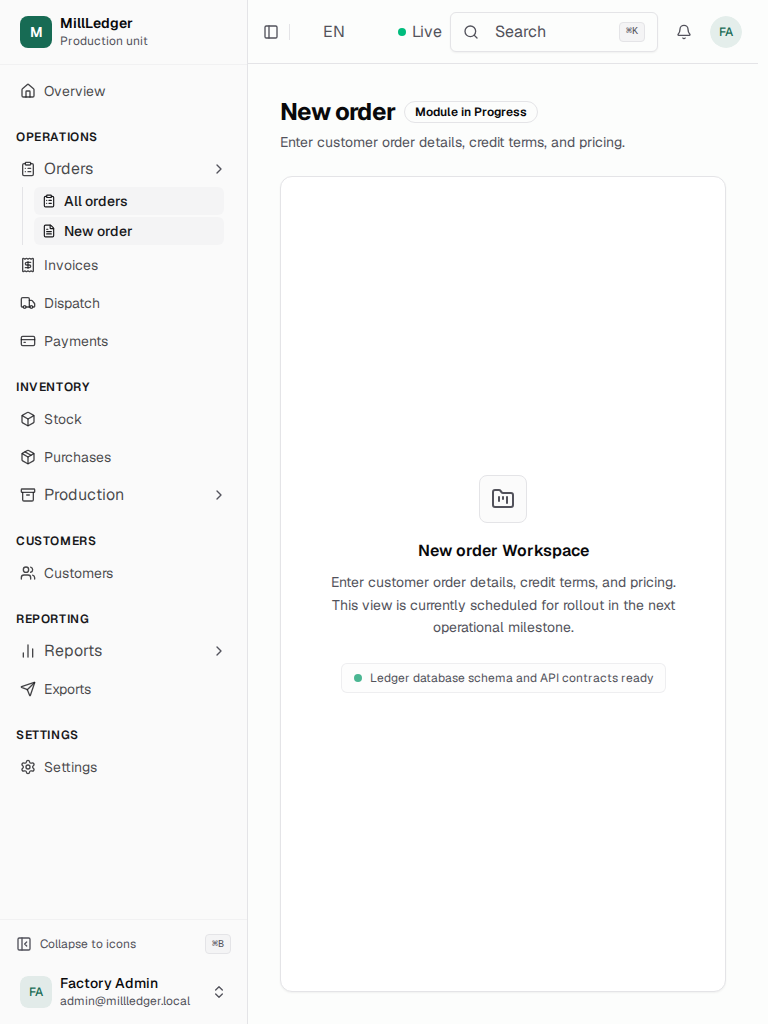 M
MillLedger
Production unit
Overview
OPERATIONS
Orders
All orders
New order
Invoices
Dispatch
Payments
INVENTORY
Stock
Purchases
Production
CUSTOMERS
Customers
REPORTING
Reports
Exports
SETTINGS
Settings
Collapse to icons
⌘B
FA
Factory Admin
admin@millledger.local
EN
Live
Search
⌘K
FA
New order
Module in Progress
Enter customer order details, credit terms, and pricing.
New order Workspace
Enter customer order details, credit terms, and pricing.
This view is currently scheduled for rollout in the next
operational milestone.
Ledger database schema and API contracts ready